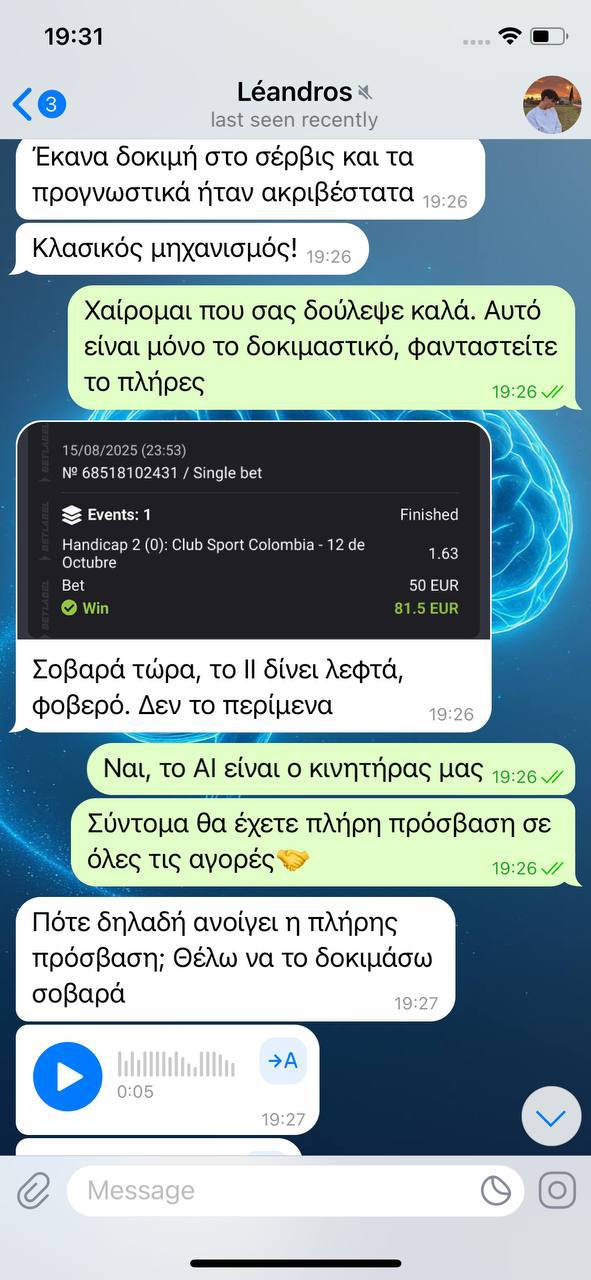 19:31
3
Léandros
last seen recently
Έκανα δοκιμή στο σέρβις και τα
προγνωστικά ήταν ακριβέστατα 19:26
Κλασικός μηχανισμός! 19:26
Χαίρομαι που σας δούλεψε καλά. Αυτό
είναι μόνο το δοκιμαστικό, φανταστείτε
το πλήρες 19:26
BETLABEL
15/08/2025 (23:53)
№ 68518102431 / Single bet
BETLABEL
Events: 1 Finished
Handicap 2 (0): Club Sport Colombia - 12 de
Octubre 1.63
BETLABEL
Bet 50 EUR
Win 81.5 EUR
Σοβαρά τώρα, το ΙΙ δίνει λεφτά,
φοβερό. Δεν το περίμενα 19:26
Ναι, το AI είναι ο κινητήρας μας 19:26
Σύντομα θα έχετε πλήρη πρόσβαση σε
όλες τις αγορές🤝 19:26
Πότε δηλαδή ανοίγει η πλήρης
πρόσβαση; Θέλω να το δοκιμάσω
σοβαρά 19:27
→A
0:05
19:27
Message